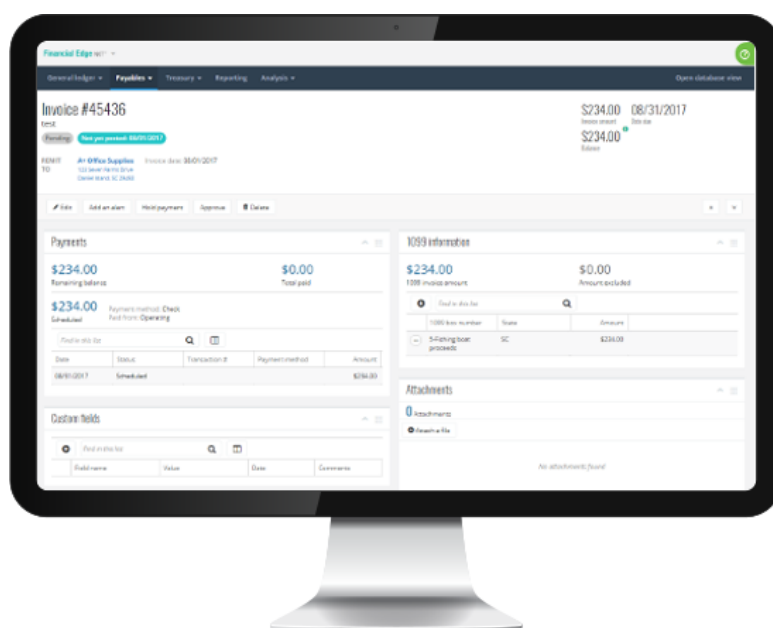 Financial Edge NXT
General ledger Payables Treasury Reporting Analysis Open database view
Invoice #45436
test
Pending Not yet posted: 08/01/2017
$234.00 08/31/2017
Invoice amount Date due
$234.00
Balance
REMIT TO
A+ Office Supplies Invoice date: 08/01/2017
Edit Add an alert Hold payment Approve Delete
Payments
$234.00 $0.00
Remaining balance Total paid
$234.00 Payment method: Check
Scheduled Paid from: Operating
Find in this list
Date Status Transaction # Payment method Amount
08/01/2017 Scheduled $234.00
Custom fields
Find in this list
Field name Value Date Comments
1099 information
$234.00 $0.00
1099 invoice amount Amount excluded
Find in this list
1099 box number State Amount
5-Fishing boat proceeds SC $234.00
Attachments
0 Attachments
Attach a file
No attachments found